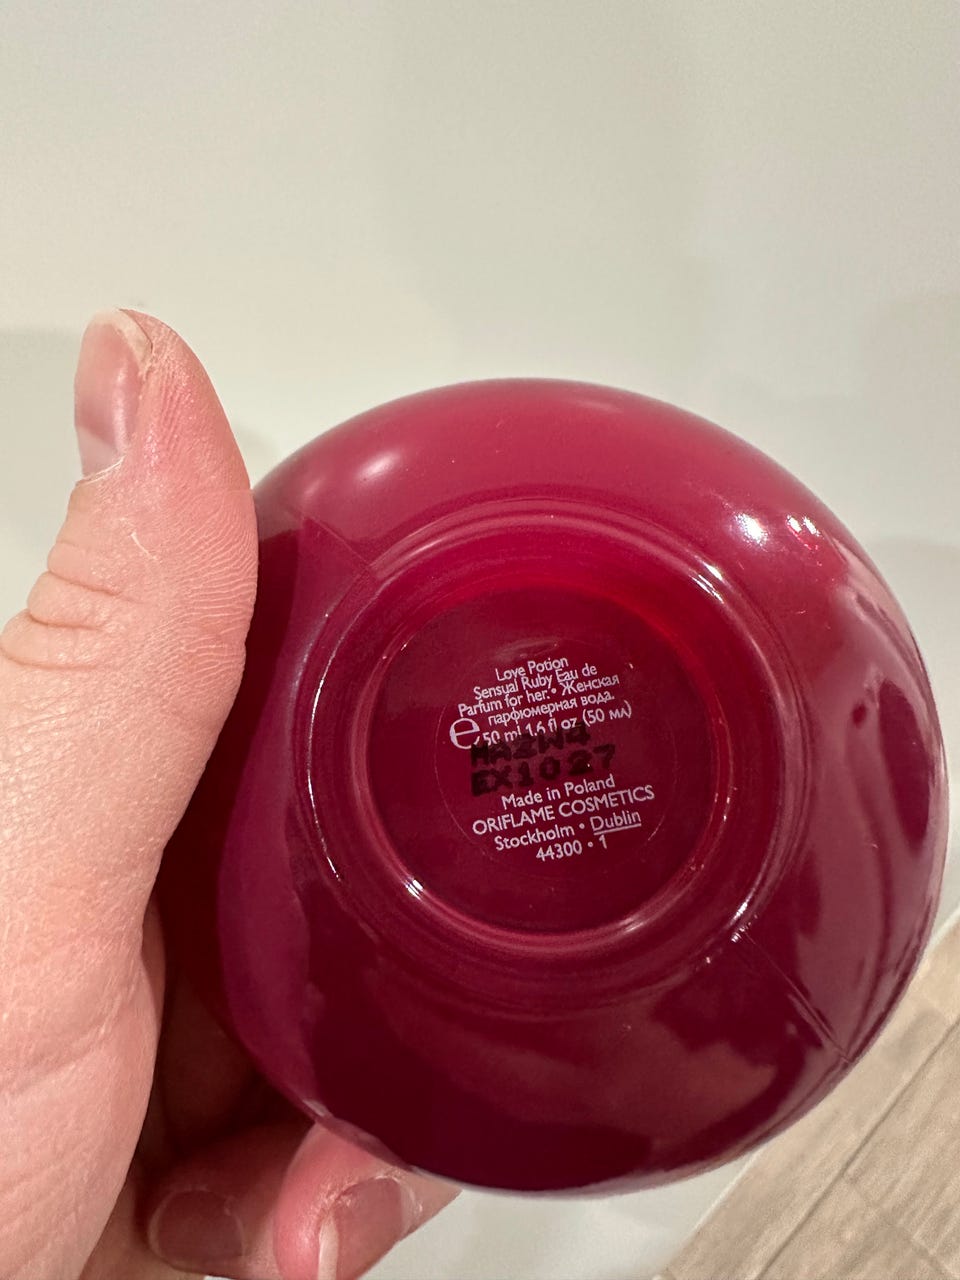 Love Potion
Sensual Ruby Eau de
Parfum for her. • Женская
парфюмерная вода.
e 50 ml 1.6 fl oz (50 мл)
EX1027
Made in Poland
ORIFLAME COSMETICS
Stockholm • Dublin
44300 • 1